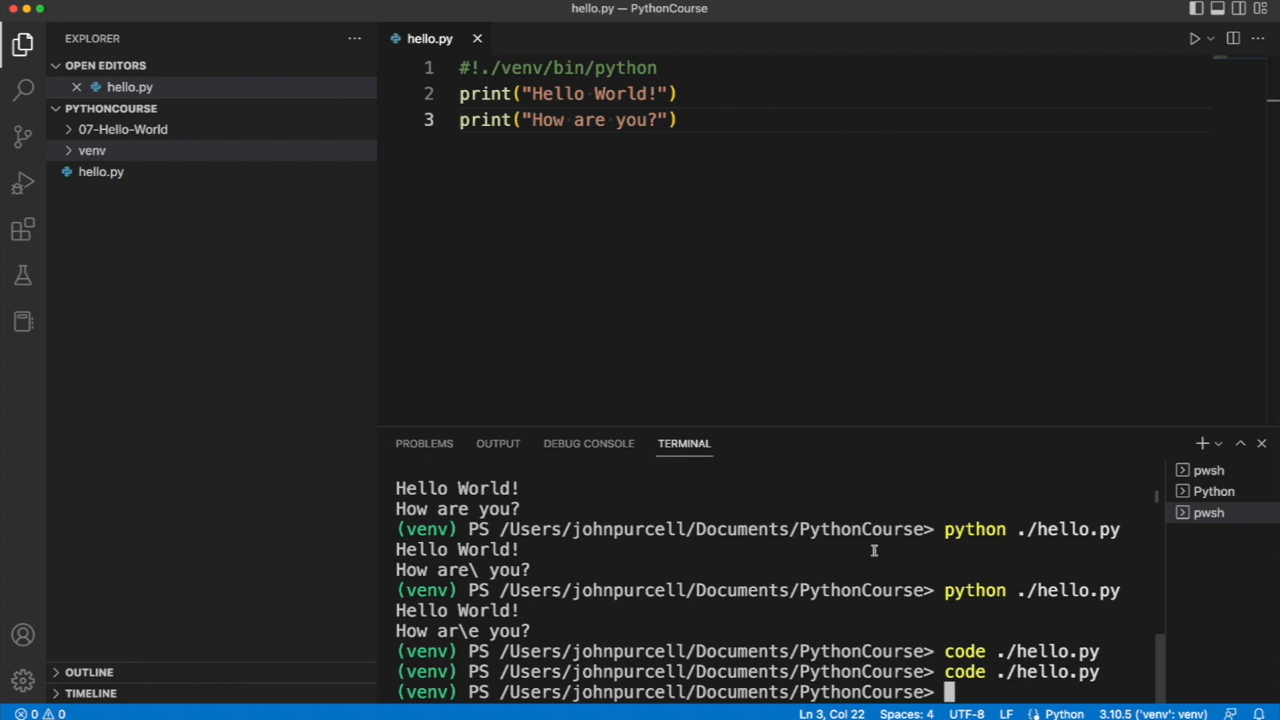 hello.py — PythonCourse
EXPLORER
hello.py
OPEN EDITORS
hello.py
PYTHONCOURSE
07-Hello-World
venv
hello.py
1 #!./venv/bin/python
2 print("Hello World!")
3 print("How are you?")
PROBLEMS OUTPUT DEBUG CONSOLE TERMINAL
Hello World!
How are you?
(venv) PS /Users/johnpurcell/Documents/PythonCourse> python ./hello.py
Hello World!
How are\ you?
(venv) PS /Users/johnpurcell/Documents/PythonCourse> python ./hello.py
Hello World!
How ar\e you?
(venv) PS /Users/johnpurcell/Documents/PythonCourse> code ./hello.py
(venv) PS /Users/johnpurcell/Documents/PythonCourse> code ./hello.py
(venv) PS /Users/johnpurcell/Documents/PythonCourse>
pwsh
Python
pwsh
OUTLINE
TIMELINE
0 0 Ln 3, Col 22 Spaces: 4 UTF-8 LF Python 3.10.5 ('venv': venv)